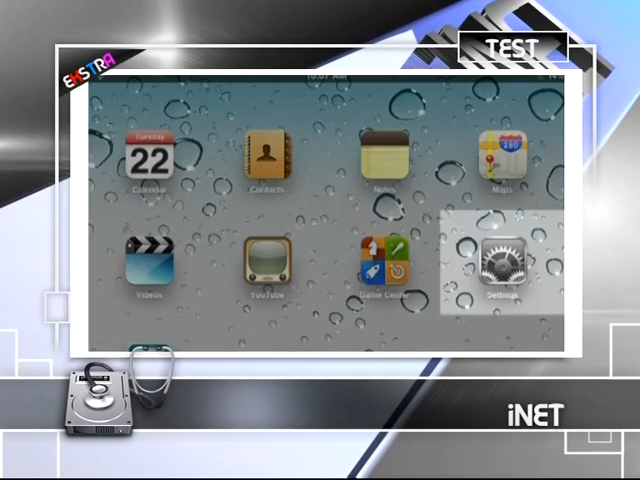 TEST
EKSTRA
10:07 AM
Tuesday
22
280
Calendar
Contacts
Notes
Maps
Videos
YouTube
Game Center
Settings
iNET